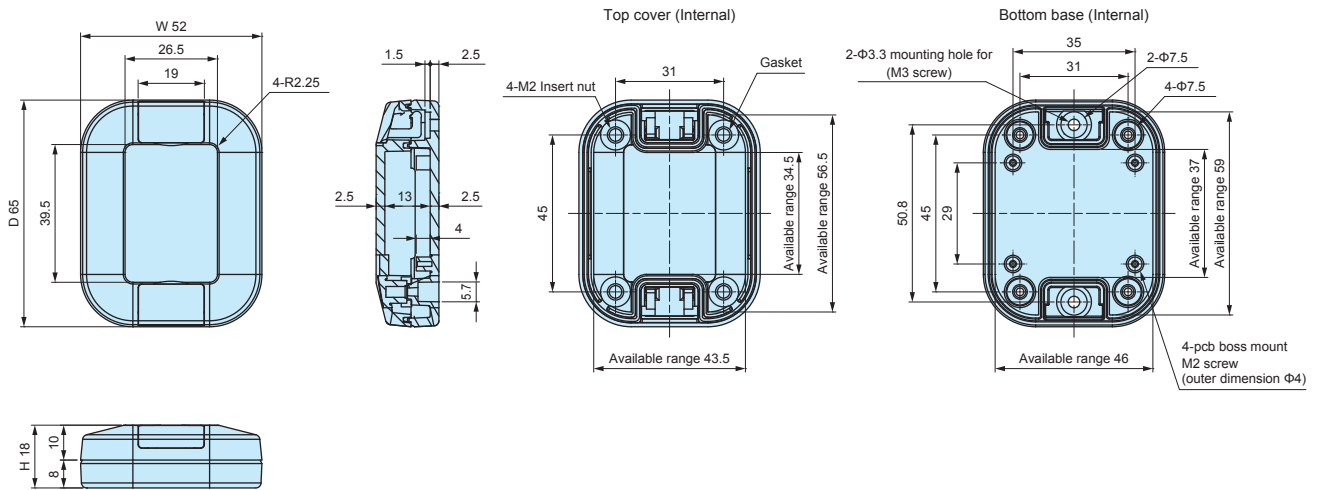 W 52
26.5
19
4-R2.25
D 65
39.5
H 18
10
8
1.5
2.5
2.5
13
2.5
4
5.7
Top cover (Internal)
31
4-M2 Insert nut
Gasket
45
Available range 34.5
Available range 56.5
Available range 43.5
Bottom base (Internal)
2-Φ3.3 mounting hole for
(M3 screw)
35
31
2-Φ7.5
4-Φ7.5
50.8
45
29
Available range 37
Available range 59
Available range 46
4-pcb boss mount
M2 screw
(outer dimension Φ4)